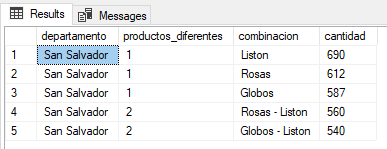 Results Messages
departamento productos_diferentes combinacion cantidad
1 San Salvador 1 Liston 690
2 San Salvador 1 Rosas 612
3 San Salvador 1 Globos 587
4 San Salvador 2 Rosas - Liston 560
5 San Salvador 2 Globos - Liston 540